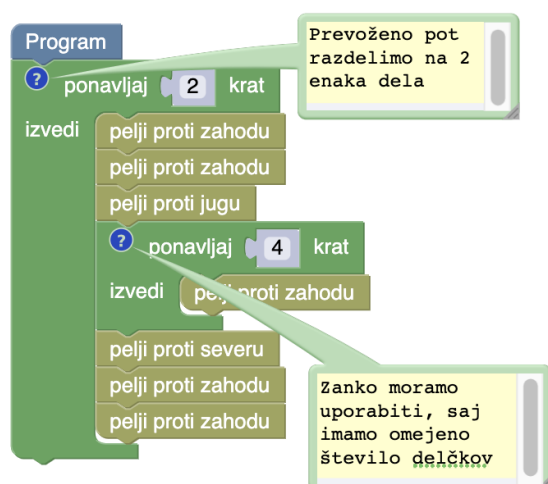 Program
Prevoženo pot
razdelimo na 2
enaka dela
? ponavljaj 2 krat
izvedi pelji proti zahodu
pelji proti zahodu
pelji proti jugu
? ponavljaj 4 krat
izvedi pelji proti zahodu
pelji proti severu
pelji proti zahodu
pelji proti zahodu
Zanko moramo
uporabiti, saj
imamo omejeno
število delčkov